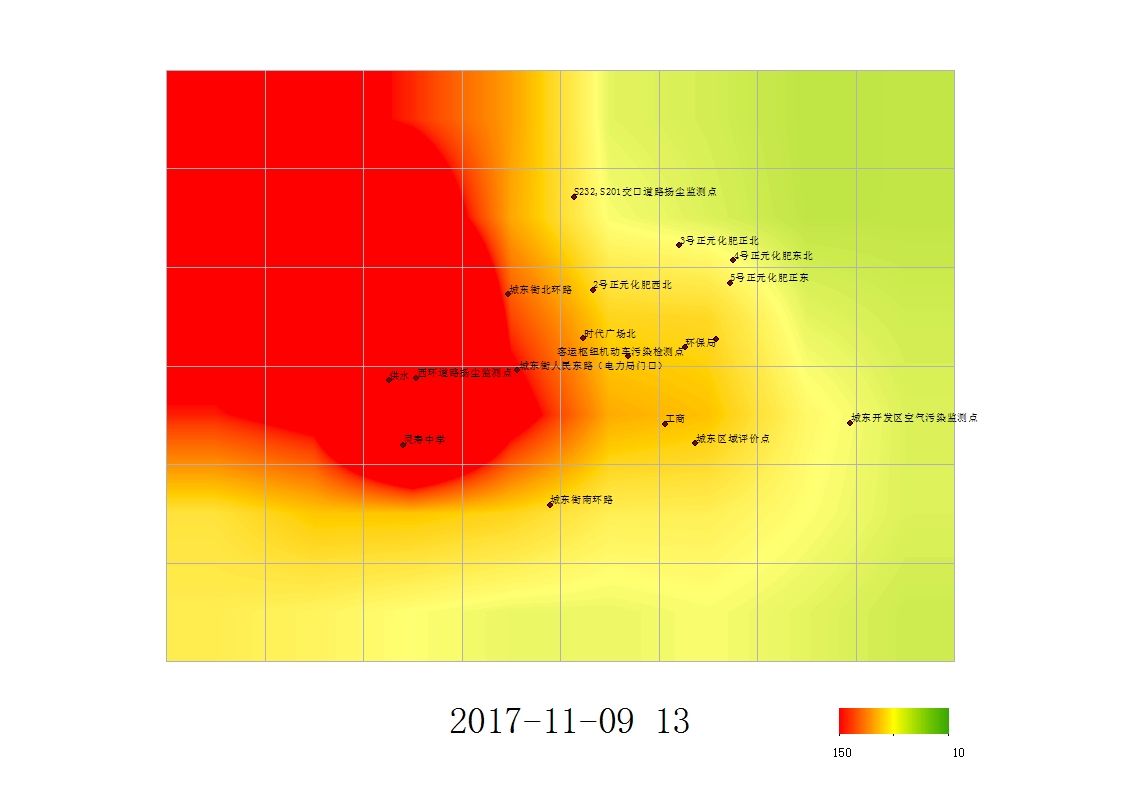 S232,S201交口道路扬尘监测点
3号正元化肥正北
4号正元化肥东北
5号正元化肥正东
2号正元化肥西北
城东街北环路
时代广场北
环保局
客运枢纽机动车污染检测点
城东街人民东路（电力局门口）
西环道路扬尘监测点
供水
工商
城东开发区空气污染监测点
城东区域评价点
灵寿中学
城东街南环路
2017-11-09 13
150
10